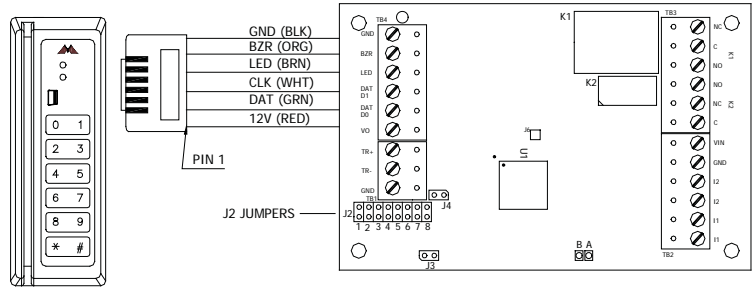 GND (BLK)
BZR (ORG)
LED (BRN)
CLK (WHT)
DAT (GRN)
12V (RED)
PIN 1
0 1
2 3
4 5
6 7
8 9
* #
TB4
GND
BZR
LED
DAT
D1
DAT
D0
VO
TR+
TR-
GND
TB1
J2 JUMPERS
J2
1 2 3 4 5 6 7 8
J4
J3
K1
K2
J6
U1
B A
TB3
NC
C
NO
NO
NC
C
K1
K2
VIN
GND
I2
I2
I1
I1
TB2